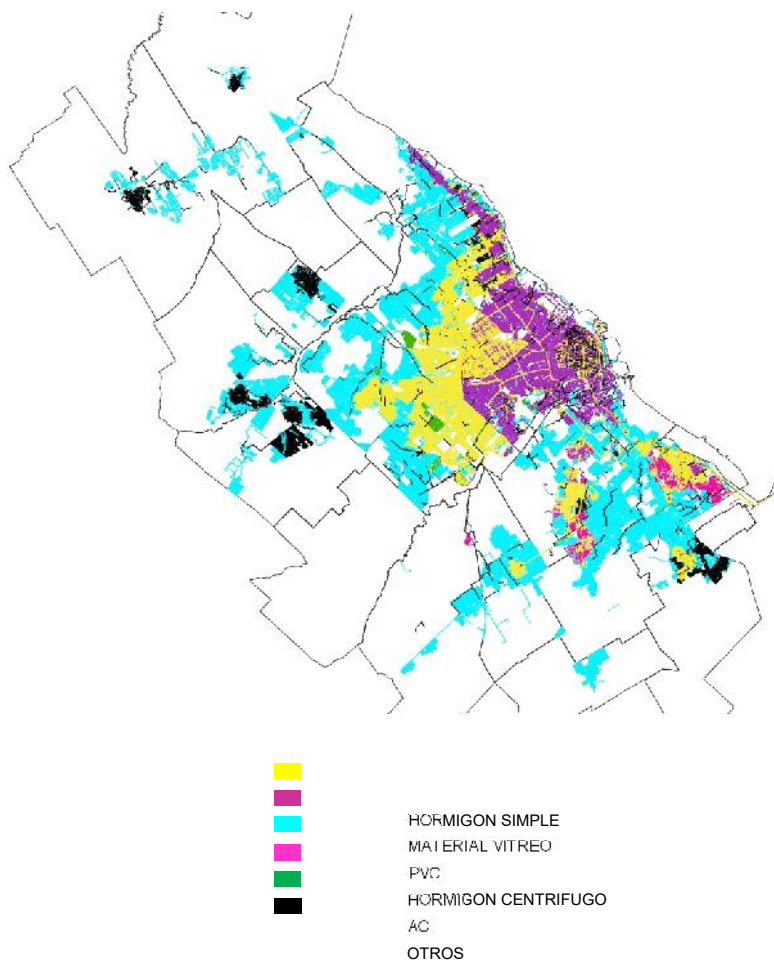 HORMIGON SIMPLE
MATERIAL VITREO
PVC
HORMIGON CENTRIFUGO
AC
OTROS